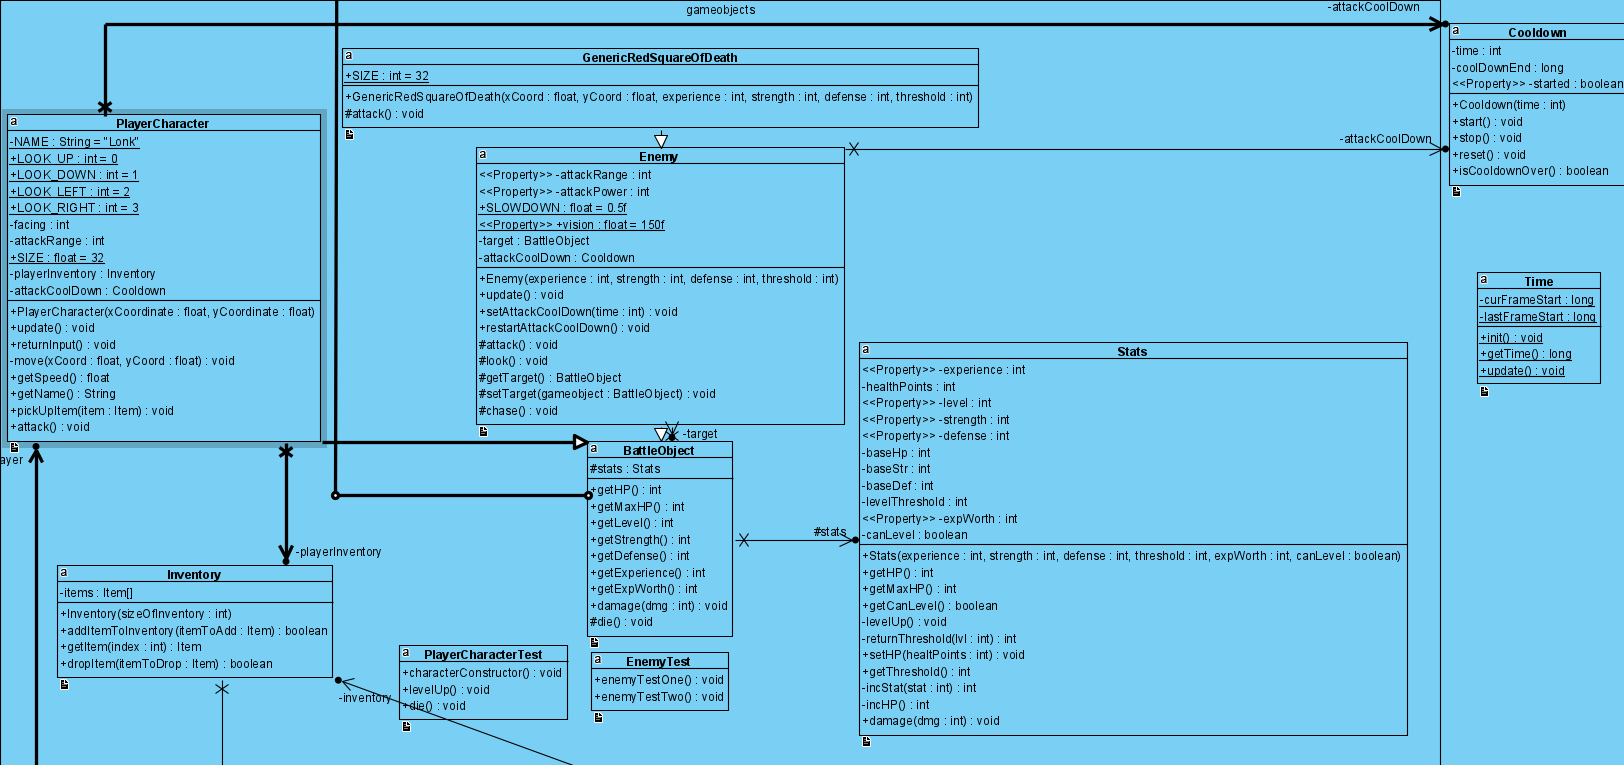 gameobjects
-attackCoolDown
a
Cooldown
-time : int
-coolDownEnd : long
<<Property>> -started : boolean
+Cooldown(time : int)
+start() : void
+stop() : void
+reset() : void
+isCooldownOver() : boolean
a
GenericRedSquareOfDeath
+SIZE : int = 32
+GenericRedSquareOfDeath(xCoord : float, yCoord : float, experience : int, strength : int, defense : int, threshold : int)
#attack() : void
a
PlayerCharacter
-NAME : String = "Lonk"
+LOOK_UP : int = 0
+LOOK_DOWN : int = 1
+LOOK_LEFT : int = 2
+LOOK_RIGHT : int = 3
-facing : int
-attackRange : int
+SIZE : float = 32
-playerInventory : Inventory
-attackCoolDown : Cooldown
+PlayerCharacter(xCoordinate : float, yCoordinate : float)
+update() : void
+returnInput() : void
-move(xCoord : float, yCoord : float) : void
+getSpeed() : float
+getName() : String
+pickUpItem(item : Item) : void
+attack() : void
ayer
a
Enemy
<<Property>> -attackRange : int
<<Property>> -attackPower : int
+SLOWDOWN : float = 0.5f
<<Property>> +vision : float = 150f
-target : BattleObject
-attackCoolDown : Cooldown
+Enemy(experience : int, strength : int, defense : int, threshold : int)
+update() : void
+setAttackCoolDown(time : int) : void
+restartAttackCoolDown() : void
#attack() : void
#look() : void
#getTarget() : BattleObject
#setTarget(gameobject : BattleObject) : void
#chase() : void
-attackCoolDown
a
Time
-curFrameStart : long
-lastFrameStart : long
+init() : void
+getTime() : long
+update() : void
-target
a
BattleObject
#stats : Stats
+getHP() : int
+getMaxHP() : int
+getLevel() : int
+getStrength() : int
+getDefense() : int
+getExperience() : int
+getExpWorth() : int
+damage(dmg : int) : void
#die() : void
#stats
a
Stats
<<Property>> -experience : int
-healthPoints : int
<<Property>> -level : int
<<Property>> -strength : int
<<Property>> -defense : int
-baseHp : int
-baseStr : int
-baseDef : int
-levelThreshold : int
<<Property>> -expWorth : int
-canLevel : boolean
+Stats(experience : int, strength : int, defense : int, threshold : int, expWorth : int, canLevel : boolean)
+getHP() : int
+getMaxHP() : int
+getCanLevel() : boolean
-levelUp() : void
-returnThreshold(lvl : int) : int
+setHP(healtPoints : int) : void
+getThreshold() : int
-incStat(stat : int) : int
-incHP() : int
+damage(dmg : int) : void
-playerInventory
a
Inventory
-items : Item[]
+Inventory(sizeOfInventory : int)
+addItemToInventory(itemToAdd : Item) : boolean
+getItem(index : int) : Item
+dropItem(itemToDrop : Item) : boolean
-inventory
a
PlayerCharacterTest
+characterConstructor() : void
+levelUp() : void
+die() : void
a
EnemyTest
+enemyTestOne() : void
+enemyTestTwo() : void